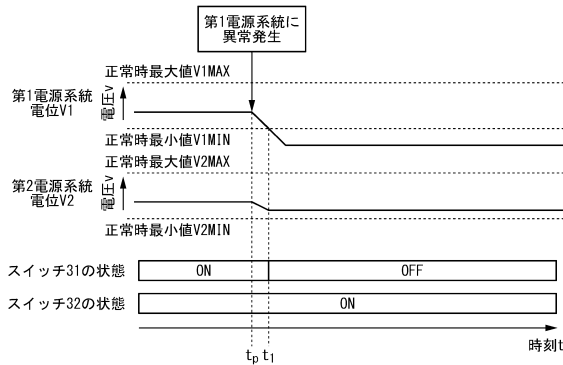 第1電源系統に
異常発生
正常時最大値V1MAX
第1電源系統
電位V1
電圧v
正常時最小値V1MIN
正常時最大値V2MAX
第2電源系統
電位V2
電圧v
正常時最小値V2MIN
スイッチ31の状態
ON
OFF
スイッチ32の状態
ON
時刻t
tp t1